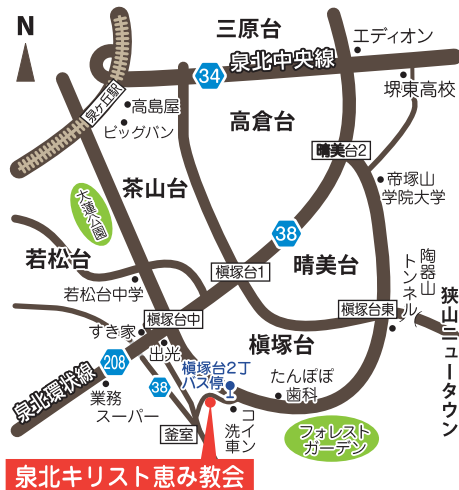 N
三原台
エディオン
泉北中央線
34
堺東高校
泉ヶ丘駅
高島屋
ビッグバン
高倉台
晴美台2
茶山台
帝塚山
学院大学
大蓮公園
38
若松台
槇塚台1
晴美台
陶器山
トンネル
狭山ニュータウン
若松台中学
槇塚台中
槇塚台東
すき家
出光
槇塚台
208
泉北環状線
38
槇塚台2丁
バス停
たんぽぽ
歯科
業務
スーパー
釜室
コイン
洗車
フォレスト
ガーデン
泉北キリスト恵み教会